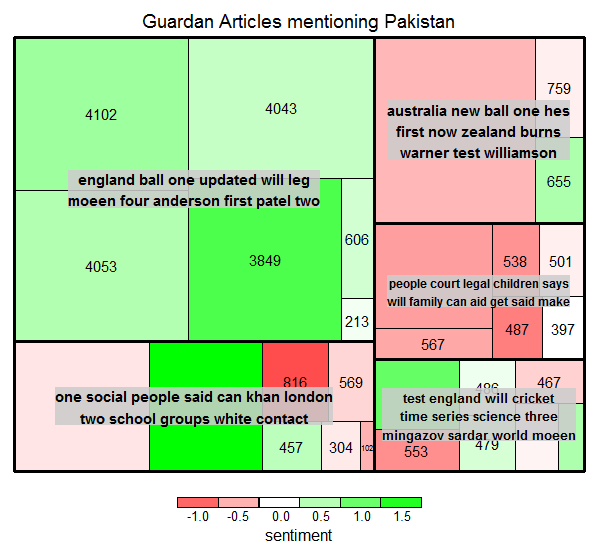 Guardan Articles mentioning Pakistan
4102
4043
759
australia new ball one hes
first now zealand burns
warner test williamson
england ball one updated will leg
moeen four anderson first patel two
655
606
4053
3849
538
501
people court legal children says
will family can aid get said make
213
487
397
567
816
569
486
467
one social people said can khan london
two school groups white contact
test england will cricket
time series science three
mingazov sardar world moeen
457
304
102
553
479
-1.0 -0.5 0.0 0.5 1.0 1.5
sentiment